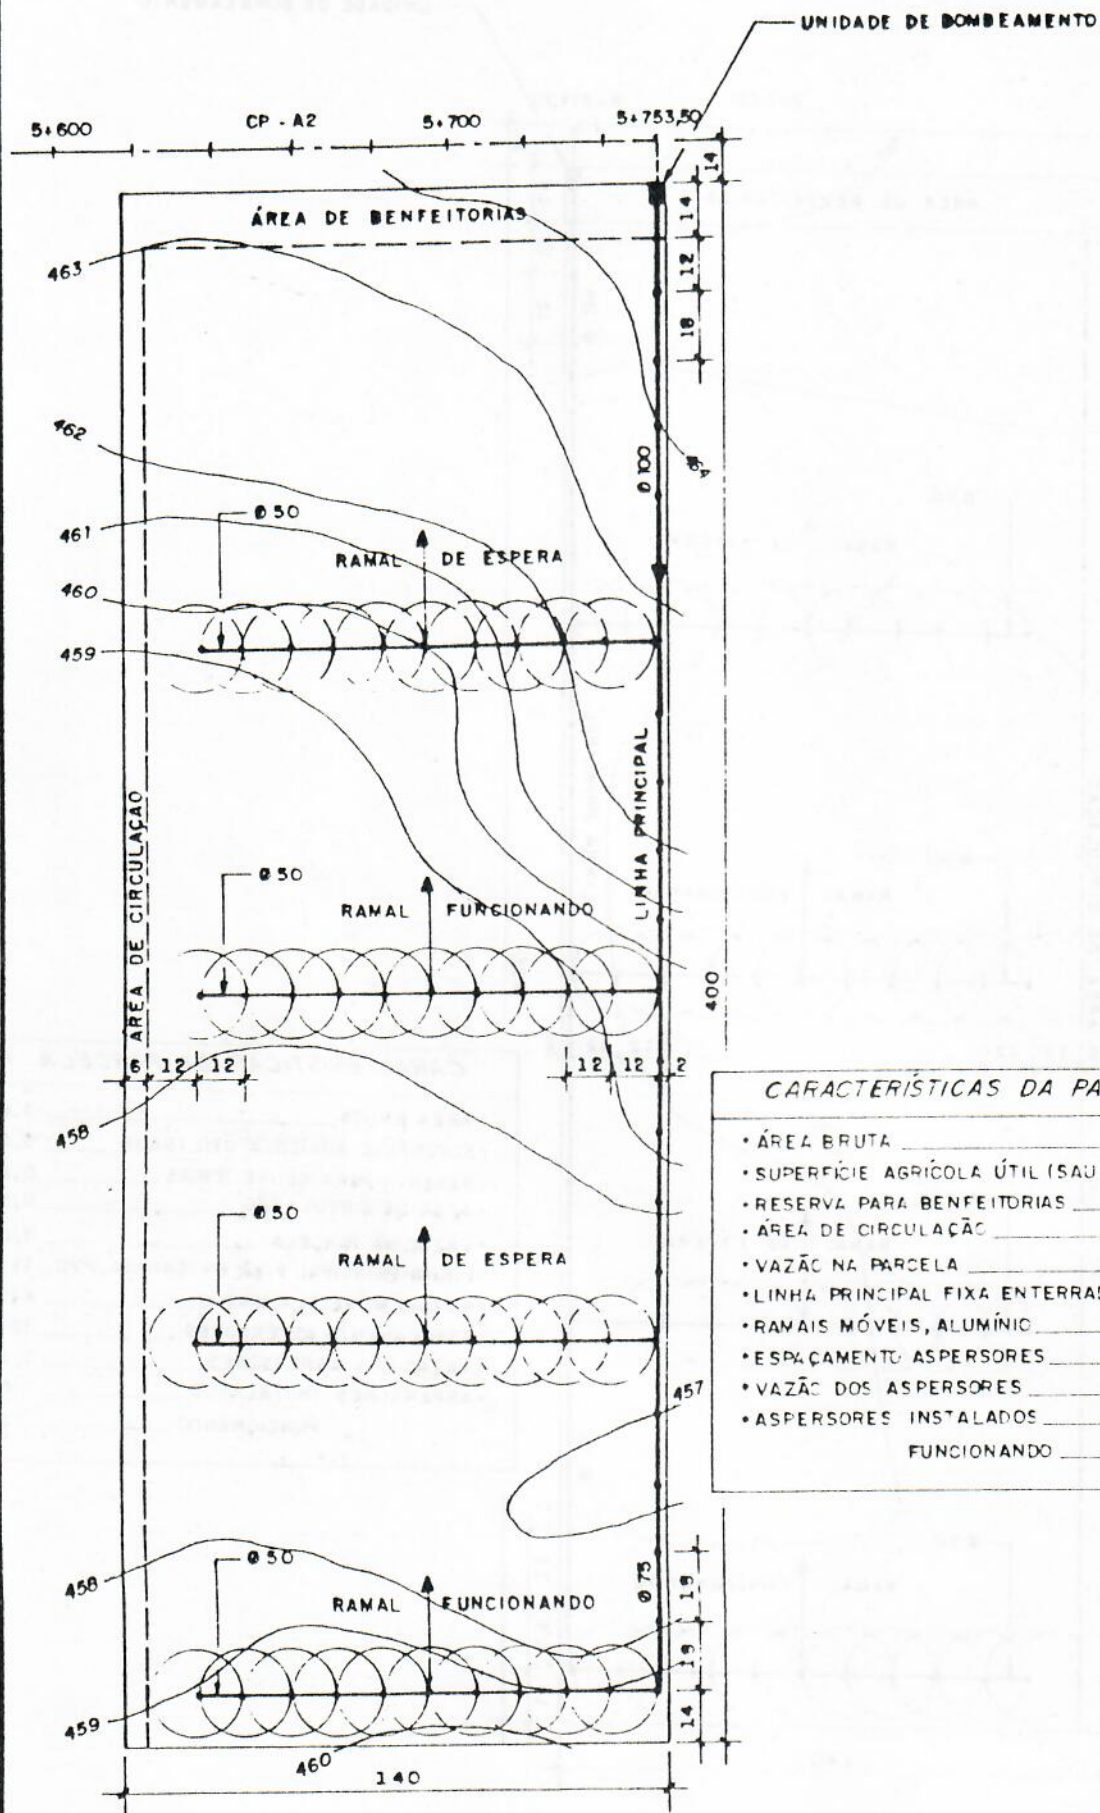 UNIDADE DE BOMBEAMENTO
5+600 CP - A2 5+700 5+753,50
14
ÁREA DE BENFEITORIAS
14
12
18
463
462
Ø 100
464
461
Ø 50
RAMAL DE ESPERA
460
459
LINHA PRINCIPAL
ÁREA DE CIRCULAÇÃO
Ø 50
RAMAL FUNCIONANDO
400
6 12 12 12 12 2
458
CARACTERÍSTICAS DA PA
• ÁREA BRUTA
• SUPERFÍCIE AGRÍCOLA ÚTIL (SAU
• RESERVA PARA BENFEITORIAS
• ÁREA DE CIRCULAÇÃO
• VAZÃO NA PARCELA
• LINHA PRINCIPAL FIXA ENTERRA
• RAMAIS MÓVEIS, ALUMÍNIO
• ESPAÇAMENTO ASPERSORES
• VAZÃO DOS ASPERSORES
• ASPERSORES INSTALADOS
FUNCIONANDO
Ø 50
RAMAL DE ESPERA
457
458
Ø 50
RAMAL FUNCIONANDO
Ø 75
18
18
14
459
460
140